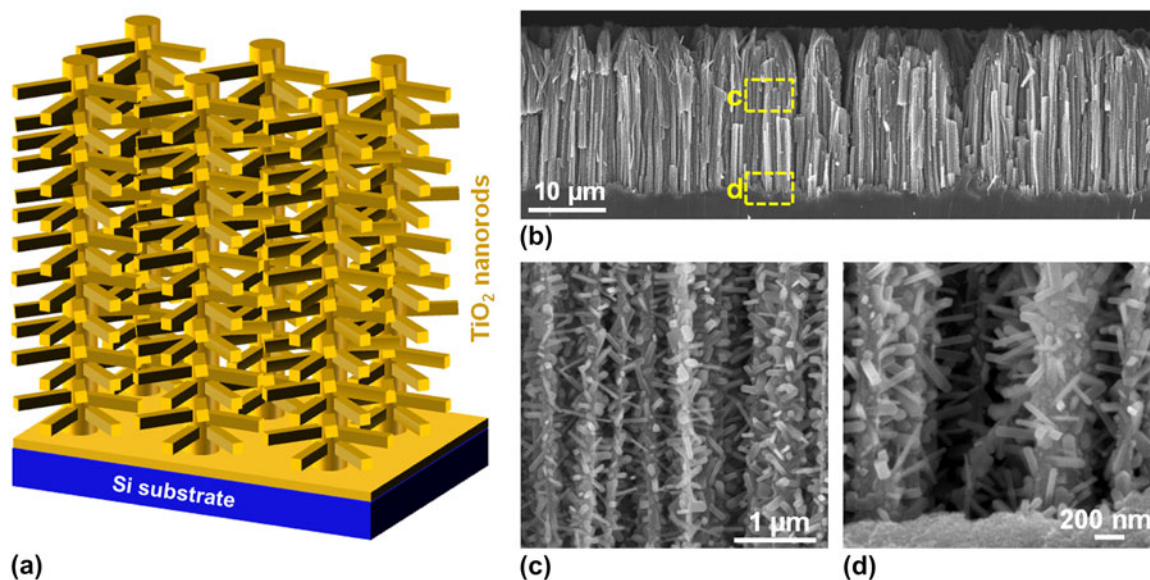 TiO₂ nanorods
Si substrate
(a)
c
d
10 µm
(b)
1 µm
(c)
200 nm
(d)